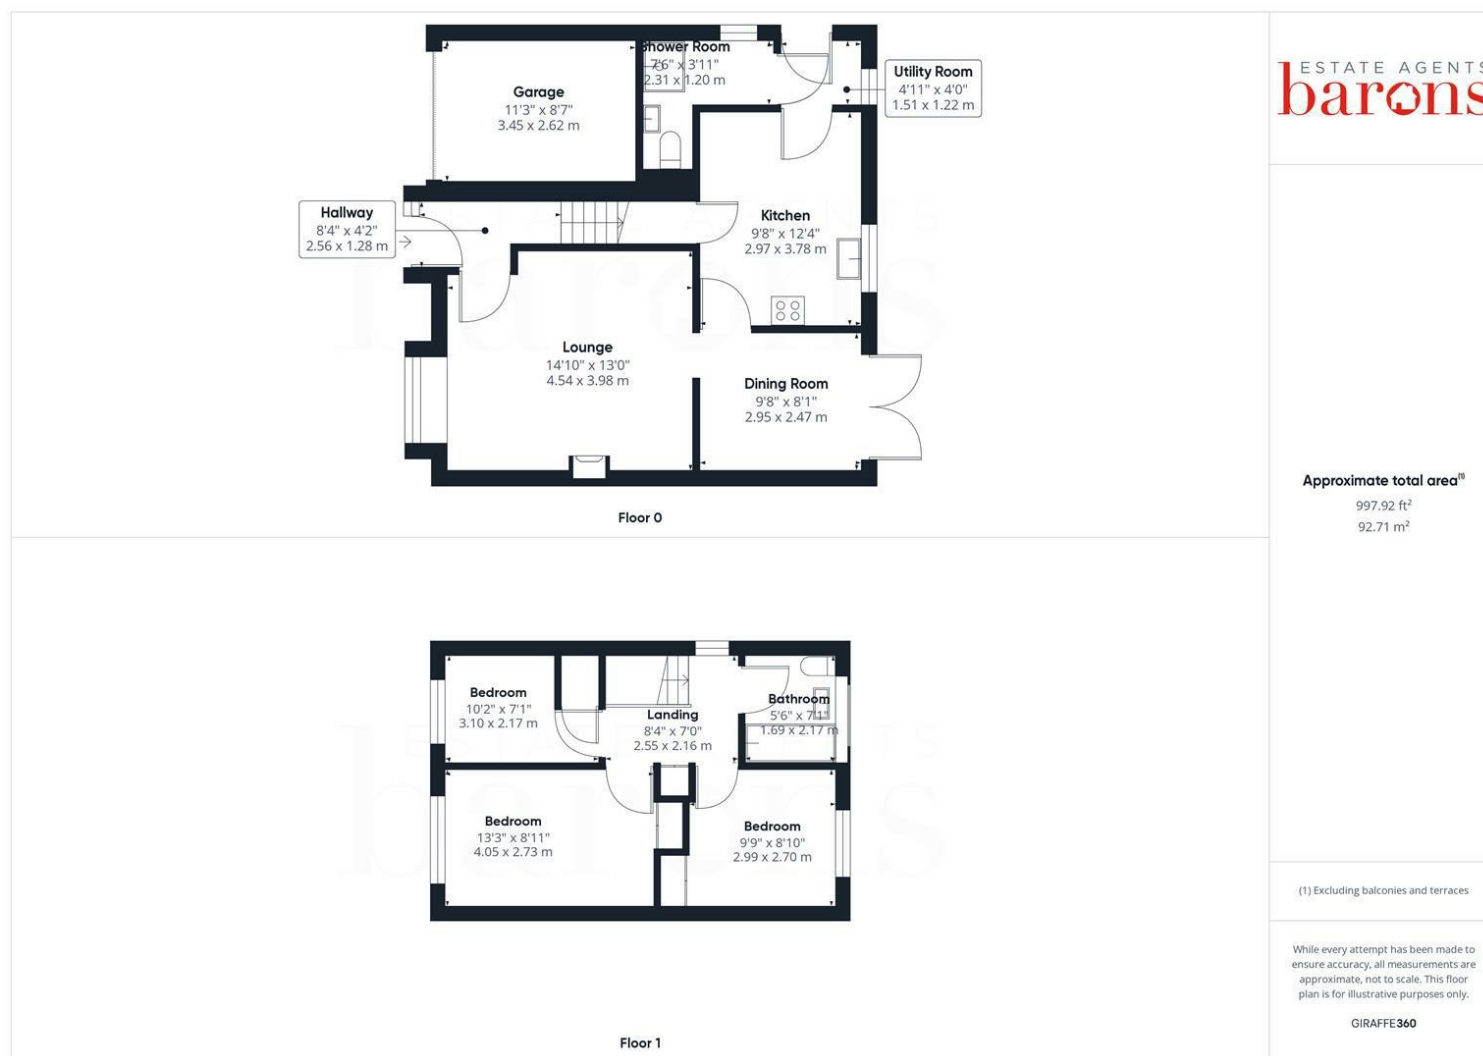 Shower Room
7'6" x 3'11"
2.31 x 1.20 m
Utility Room
4'11" x 4'0"
1.51 x 1.22 m
Garage
11'3" x 8'7"
3.45 x 2.62 m
Hallway
8'4" x 4'2"
2.56 x 1.28 m
Kitchen
9'8" x 12'4"
2.97 x 3.78 m
Lounge
14'10" x 13'0"
4.54 x 3.98 m
Dining Room
9'8" x 8'1"
2.95 x 2.47 m
Floor 0
Bedroom
10'2" x 7'1"
3.10 x 2.17 m
Landing
8'4" x 7'0"
2.55 x 2.16 m
Bathroom
5'6" x 7'1"
1.69 x 2.17 m
Bedroom
13'3" x 8'11"
4.05 x 2.73 m
Bedroom
9'9" x 8'10"
2.99 x 2.70 m
Floor 1
ESTATE AGENTS
barons
ESTATE AGENTS
barons
ESTATE AGENTS
barons
Approximate total area(1)
997.92 ft²
92.71 m²
(1) Excluding balconies and terraces
While every attempt has been made to
ensure accuracy, all measurements are
approximate, not to scale. This floor
plan is for illustrative purposes only.
GIRAFFE360